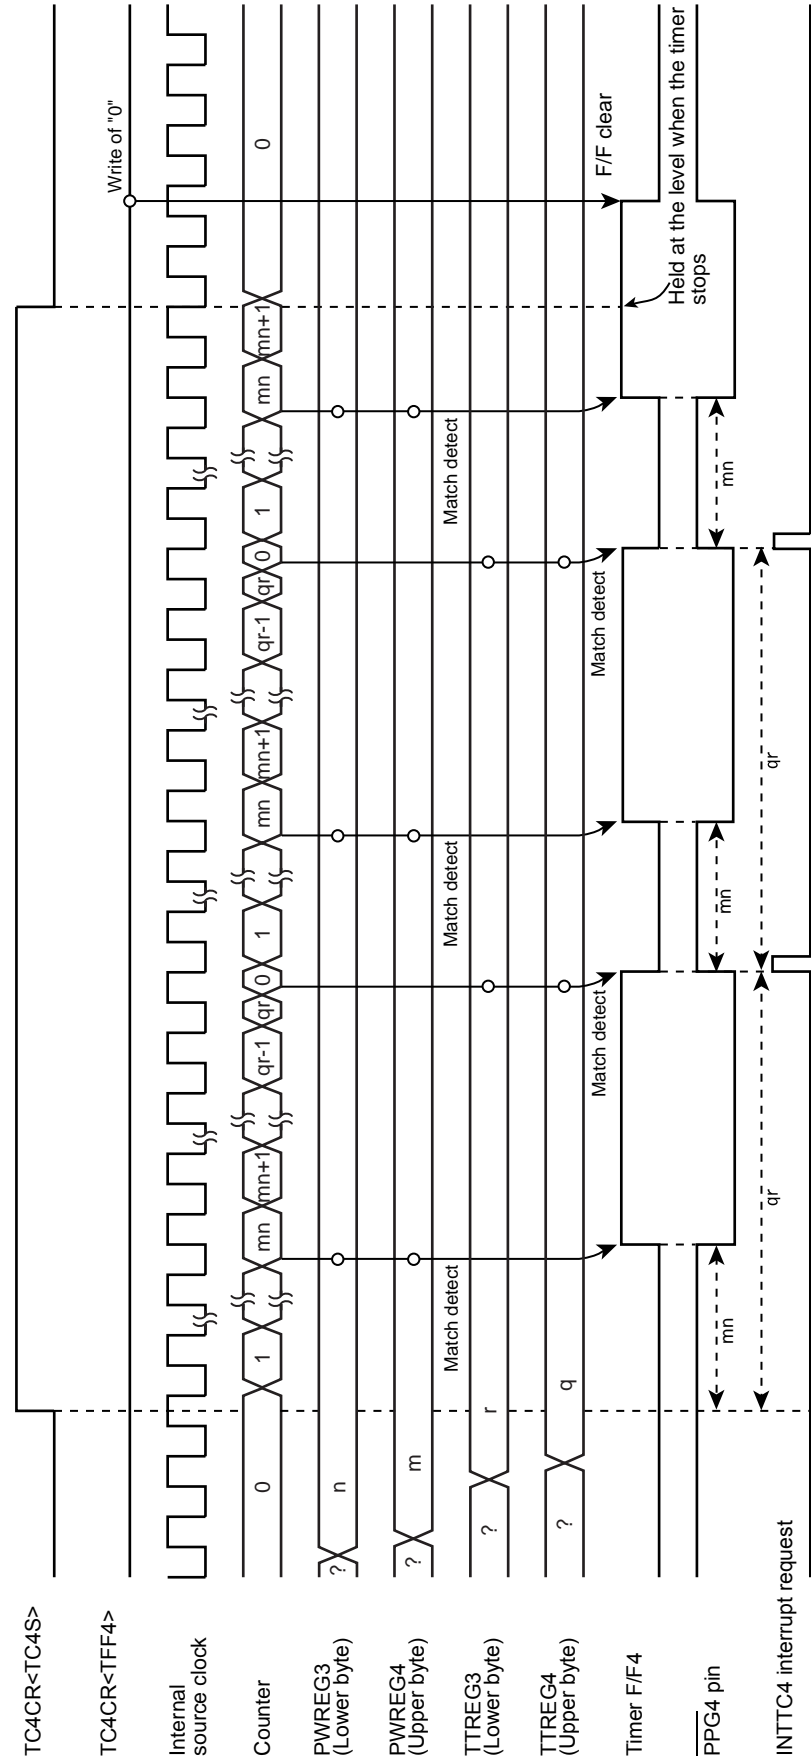 TC4CR<TC4S>
TC4CR<TFF4>
Write of "0"
Internal
source clock
Counter
0
1
mn
mn+1
qr-1
qr
0
1
mn
mn+1
qr-1
qr
0
1
mn
mn+1
0
PWREG3
(Lower byte)
?
n
PWREG4
(Upper byte)
?
m
Match detect
Match detect
Match detect
TTREG3
(Lower byte)
?
r
TTREG4
(Upper byte)
?
q
Match detect
Match detect
F/F clear
Timer F/F4
Held at the level when the timer
stops
PPG4 pin
mn
mn
mn
qr
qr
INTTC4 interrupt request